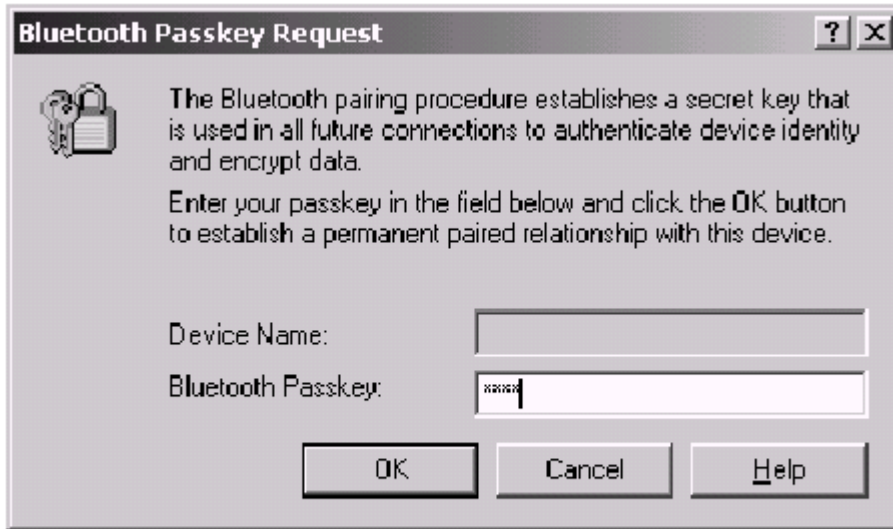 Bluetooth Passkey Request
The Bluetooth pairing procedure establishes a secret key that
is used in all future connections to authenticate device identity
and encrypt data.
Enter your passkey in the field below and click the OK button
to establish a permanent paired relationship with this device.
Device Name:
Bluetooth Passkey: ****
OK Cancel Help